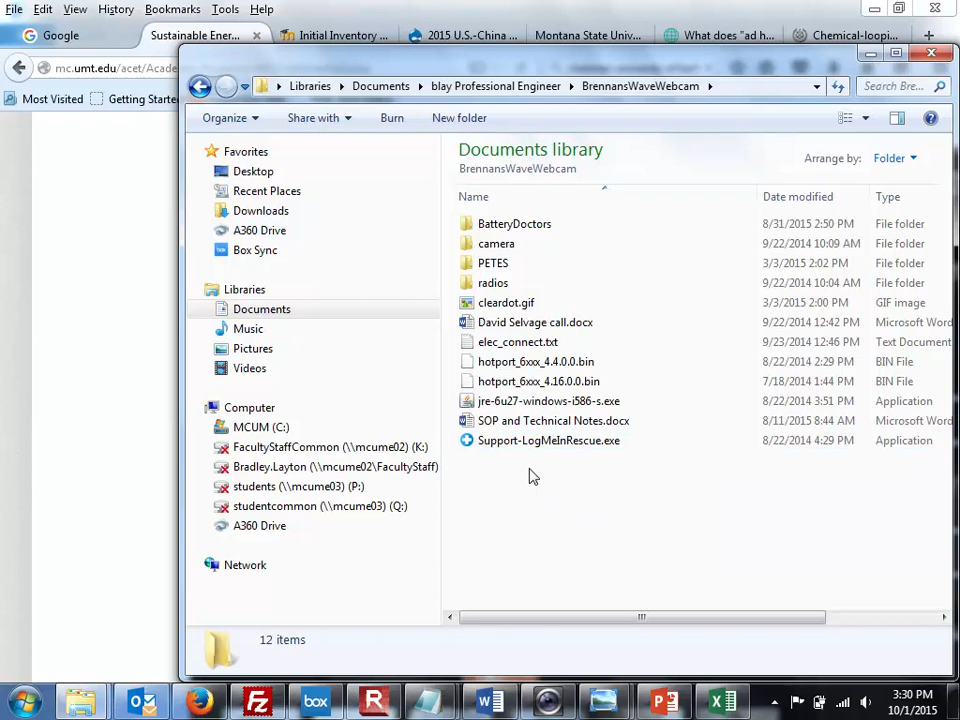 File Edit View History Bookmarks Tools Help
Google Sustainable Ener... Initial Inventory ... 2015 U.S.-China ... Montana State Univ... What does "ad h... Chemical-loopin...
mc.umt.edu/acet/Acade
Most Visited Getting Starte
Libraries Documents blay Professional Engineer BrennansWaveWebcam Search Bre...
Organize Share with Burn New folder
Favorites
Desktop
Recent Places
Downloads
A360 Drive
Box Sync
Libraries
Documents
Music
Pictures
Videos
Computer
MCUM (C:)
FacultyStaffCommon (\\mcume02) (K:)
Bradley.Layton (\\mcume02\FacultyStaff)
students (\\mcume03) (P:)
studentcommon (\\mcume03) (Q:)
A360 Drive
Network
Documents library
BrennansWaveWebcam
Arrange by: Folder
Name Date modified Type
BatteryDoctors 8/31/2015 2:50 PM File folder
camera 9/22/2014 10:09 AM File folder
PETES 3/3/2015 2:02 PM File folder
radios 9/22/2014 10:04 AM File folder
cleardot.gif 3/3/2015 2:00 PM GIF image
David Selvage call.docx 9/22/2014 12:42 PM Microsoft Word
elec_connect.txt 9/23/2014 12:46 PM Text Document
hotport_6xxx_4.4.0.0.bin 8/22/2014 2:29 PM BIN File
hotport_6xxx_4.16.0.0.bin 7/18/2014 1:44 PM BIN File
jre-6u27-windows-i586-s.exe 8/22/2014 3:51 PM Application
SOP and Technical Notes.docx 8/11/2015 8:44 AM Microsoft Word
Support-LogMeInRescue.exe 8/22/2014 4:29 PM Application
12 items
3:30 PM
10/1/2015